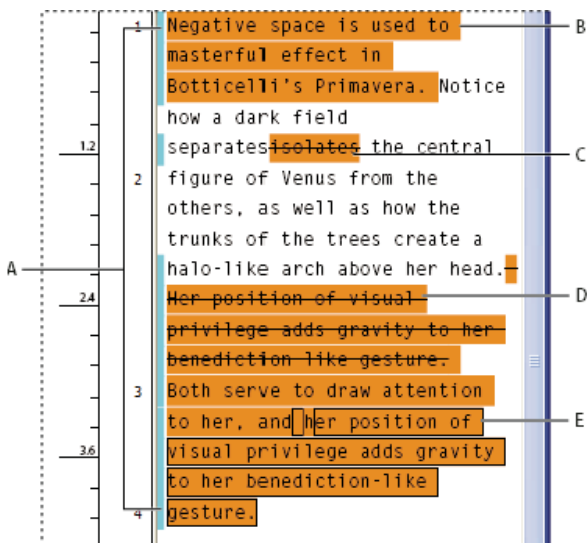 1 Negative space is used to B
masterful effect in
Botticelli's Primavera. Notice
how a dark field
1.2 separatesisolates the central C
2 figure of Venus from the
others, as well as how the
trunks of the trees create a
A halo-like arch above her head.
2.4 Her position of visual D
privilege adds gravity to her
benediction like gesture.
3 Both serve to draw attention
to her, and her position of E
3.6 visual privilege adds gravity
to her benediction-like
4 gesture.